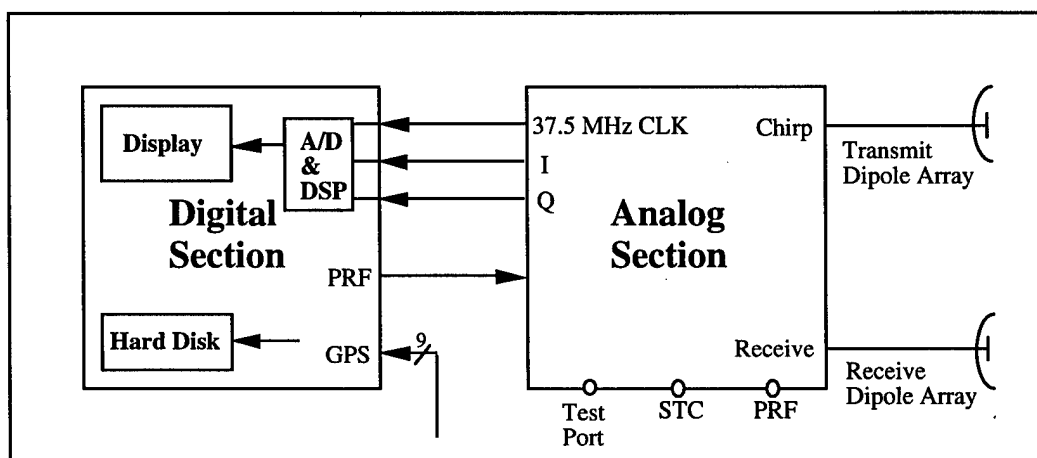 Display
A/D
&
DSP
Digital
Section
PRF
Hard Disk
GPS
9
37.5 MHz CLK
I
Q
Chirp
Analog
Section
Receive
Test
Port
STC
PRF
Transmit
Dipole Array
Receive
Dipole Array